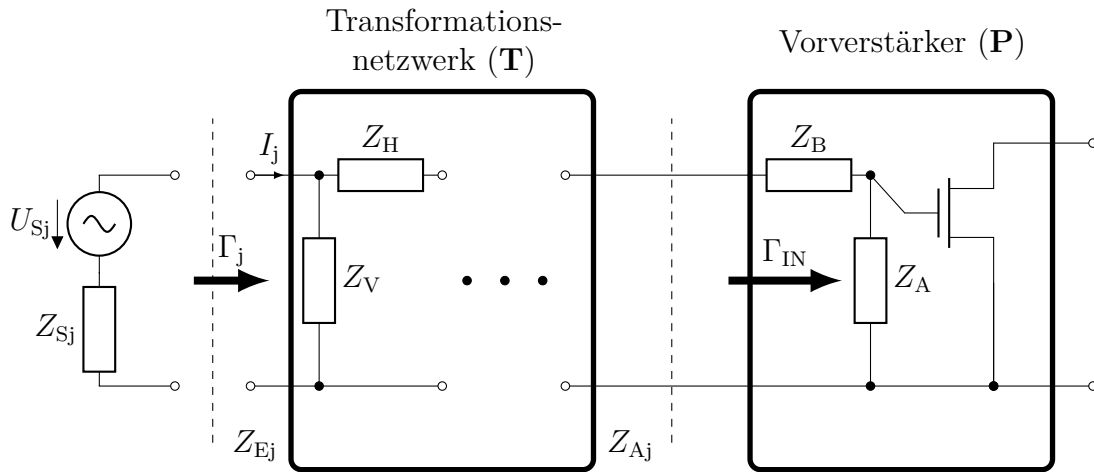 Transformations-
netzwerk (T)
Vorverstärker (P)
I_j
Z_H
Z_B
U_Sj
Γ_j
Z_V
Γ_IN
Z_A
Z_Sj
Z_Ej
Z_Aj